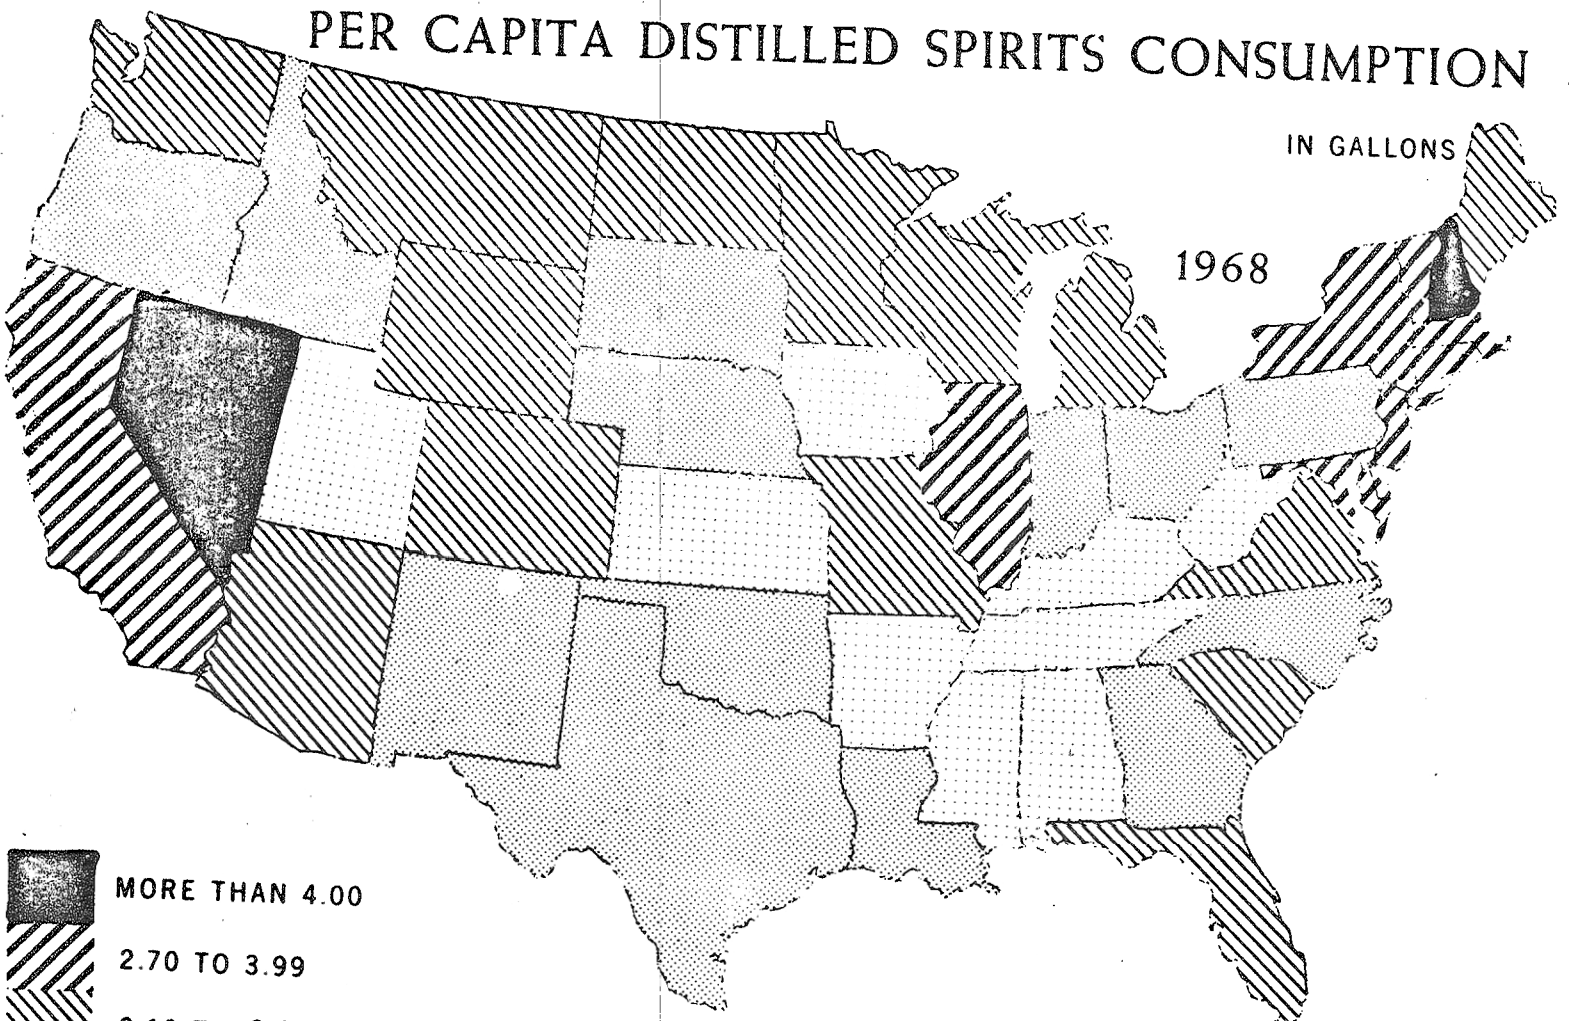 PER CAPITA DISTILLED SPIRITS CONSUMPTION
IN GALLONS
1968
MORE THAN 4.00
2.70 TO 3.99